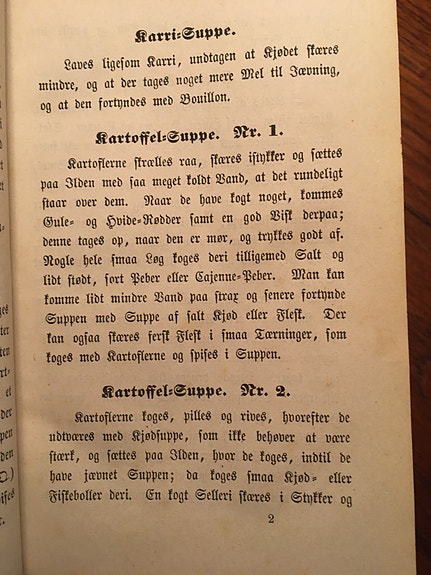 Karri-Suppe.
Laves ligesom Karri, undtagen at Kjødet skæres
mindre, og at der tages noget mere Mel til Jævning,
og at den fortyndes med Bouillon.
Kartoffel-Suppe. Nr. 1.
Kartoflerne skrælles raa, skæres istykker og sættes
paa Ilden med saa meget koldt Vand, at det rundeligt
staar over dem. Naar de have kogt noget, kommes
Gule- og Hvide-Rødder samt en god Visk derpaa;
denne tages op, naar den er mør, og trykkes godt af.
Nogle hele smaa Løg koges deri tilligemed Salt og
lidt stødt, sort Peber eller Cajenne-Peber. Man kan
komme lidt mindre Vand paa strax og senere fortynde
Suppen med Suppe af salt Kjød eller Flesk. Der
kan ogsaa skæres fersk Flesk i smaa Tærninger, som
koges med Kartoflerne og spises i Suppen.
Kartoffel-Suppe. Nr. 2.
Kartoflerne koges, pilles og rives, hvorefter de
udtværes med Kjødsuppe, som ikke behøver at være
stærk, og sættes paa Ilden, hvor de koges, indtil de
have jævnet Suppen; da koges smaa Kjød- eller
Fiskeboller deri. En kogt Selleri skæres i Stykker og
2